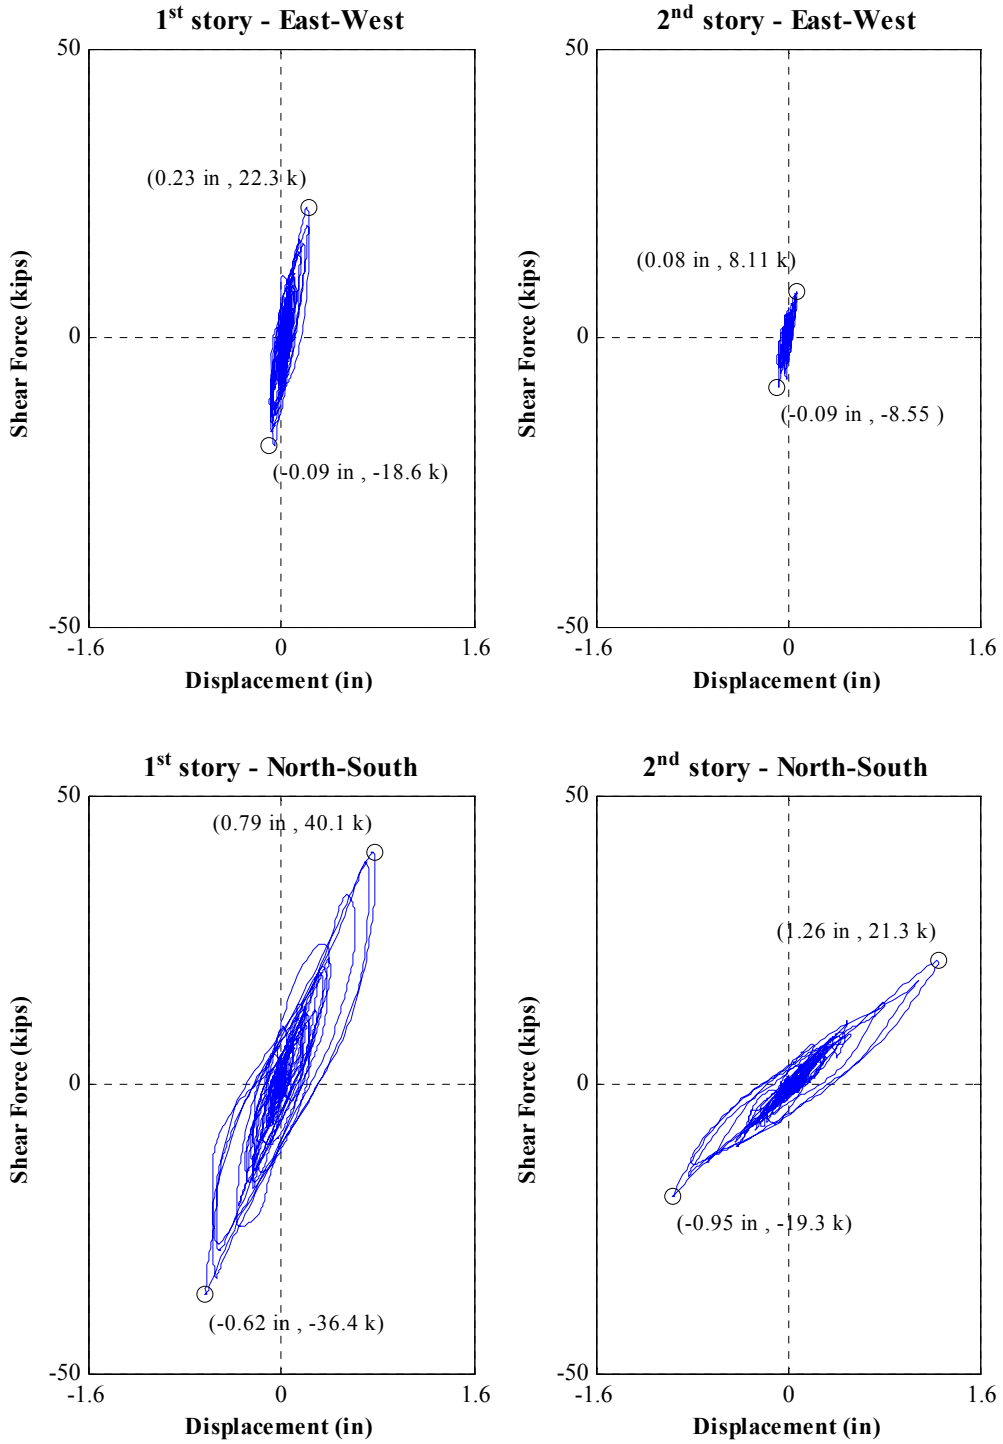 1st story - East-West
50
(0.23 in , 22.3 k)
Shear Force (kips)
0
(-0.09 in , -18.6 k)
-50
-1.6 0 1.6
Displacement (in)
2nd story - East-West
50
(0.08 in , 8.11 k)
Shear Force (kips)
0
(-0.09 in , -8.55 )
-50
-1.6 0 1.6
Displacement (in)
1st story - North-South
50
(0.79 in , 40.1 k)
Shear Force (kips)
0
(-0.62 in , -36.4 k)
-50
-1.6 0 1.6
Displacement (in)
2nd story - North-South
50
(1.26 in , 21.3 k)
Shear Force (kips)
0
(-0.95 in , -19.3 k)
-50
-1.6 0 1.6
Displacement (in)